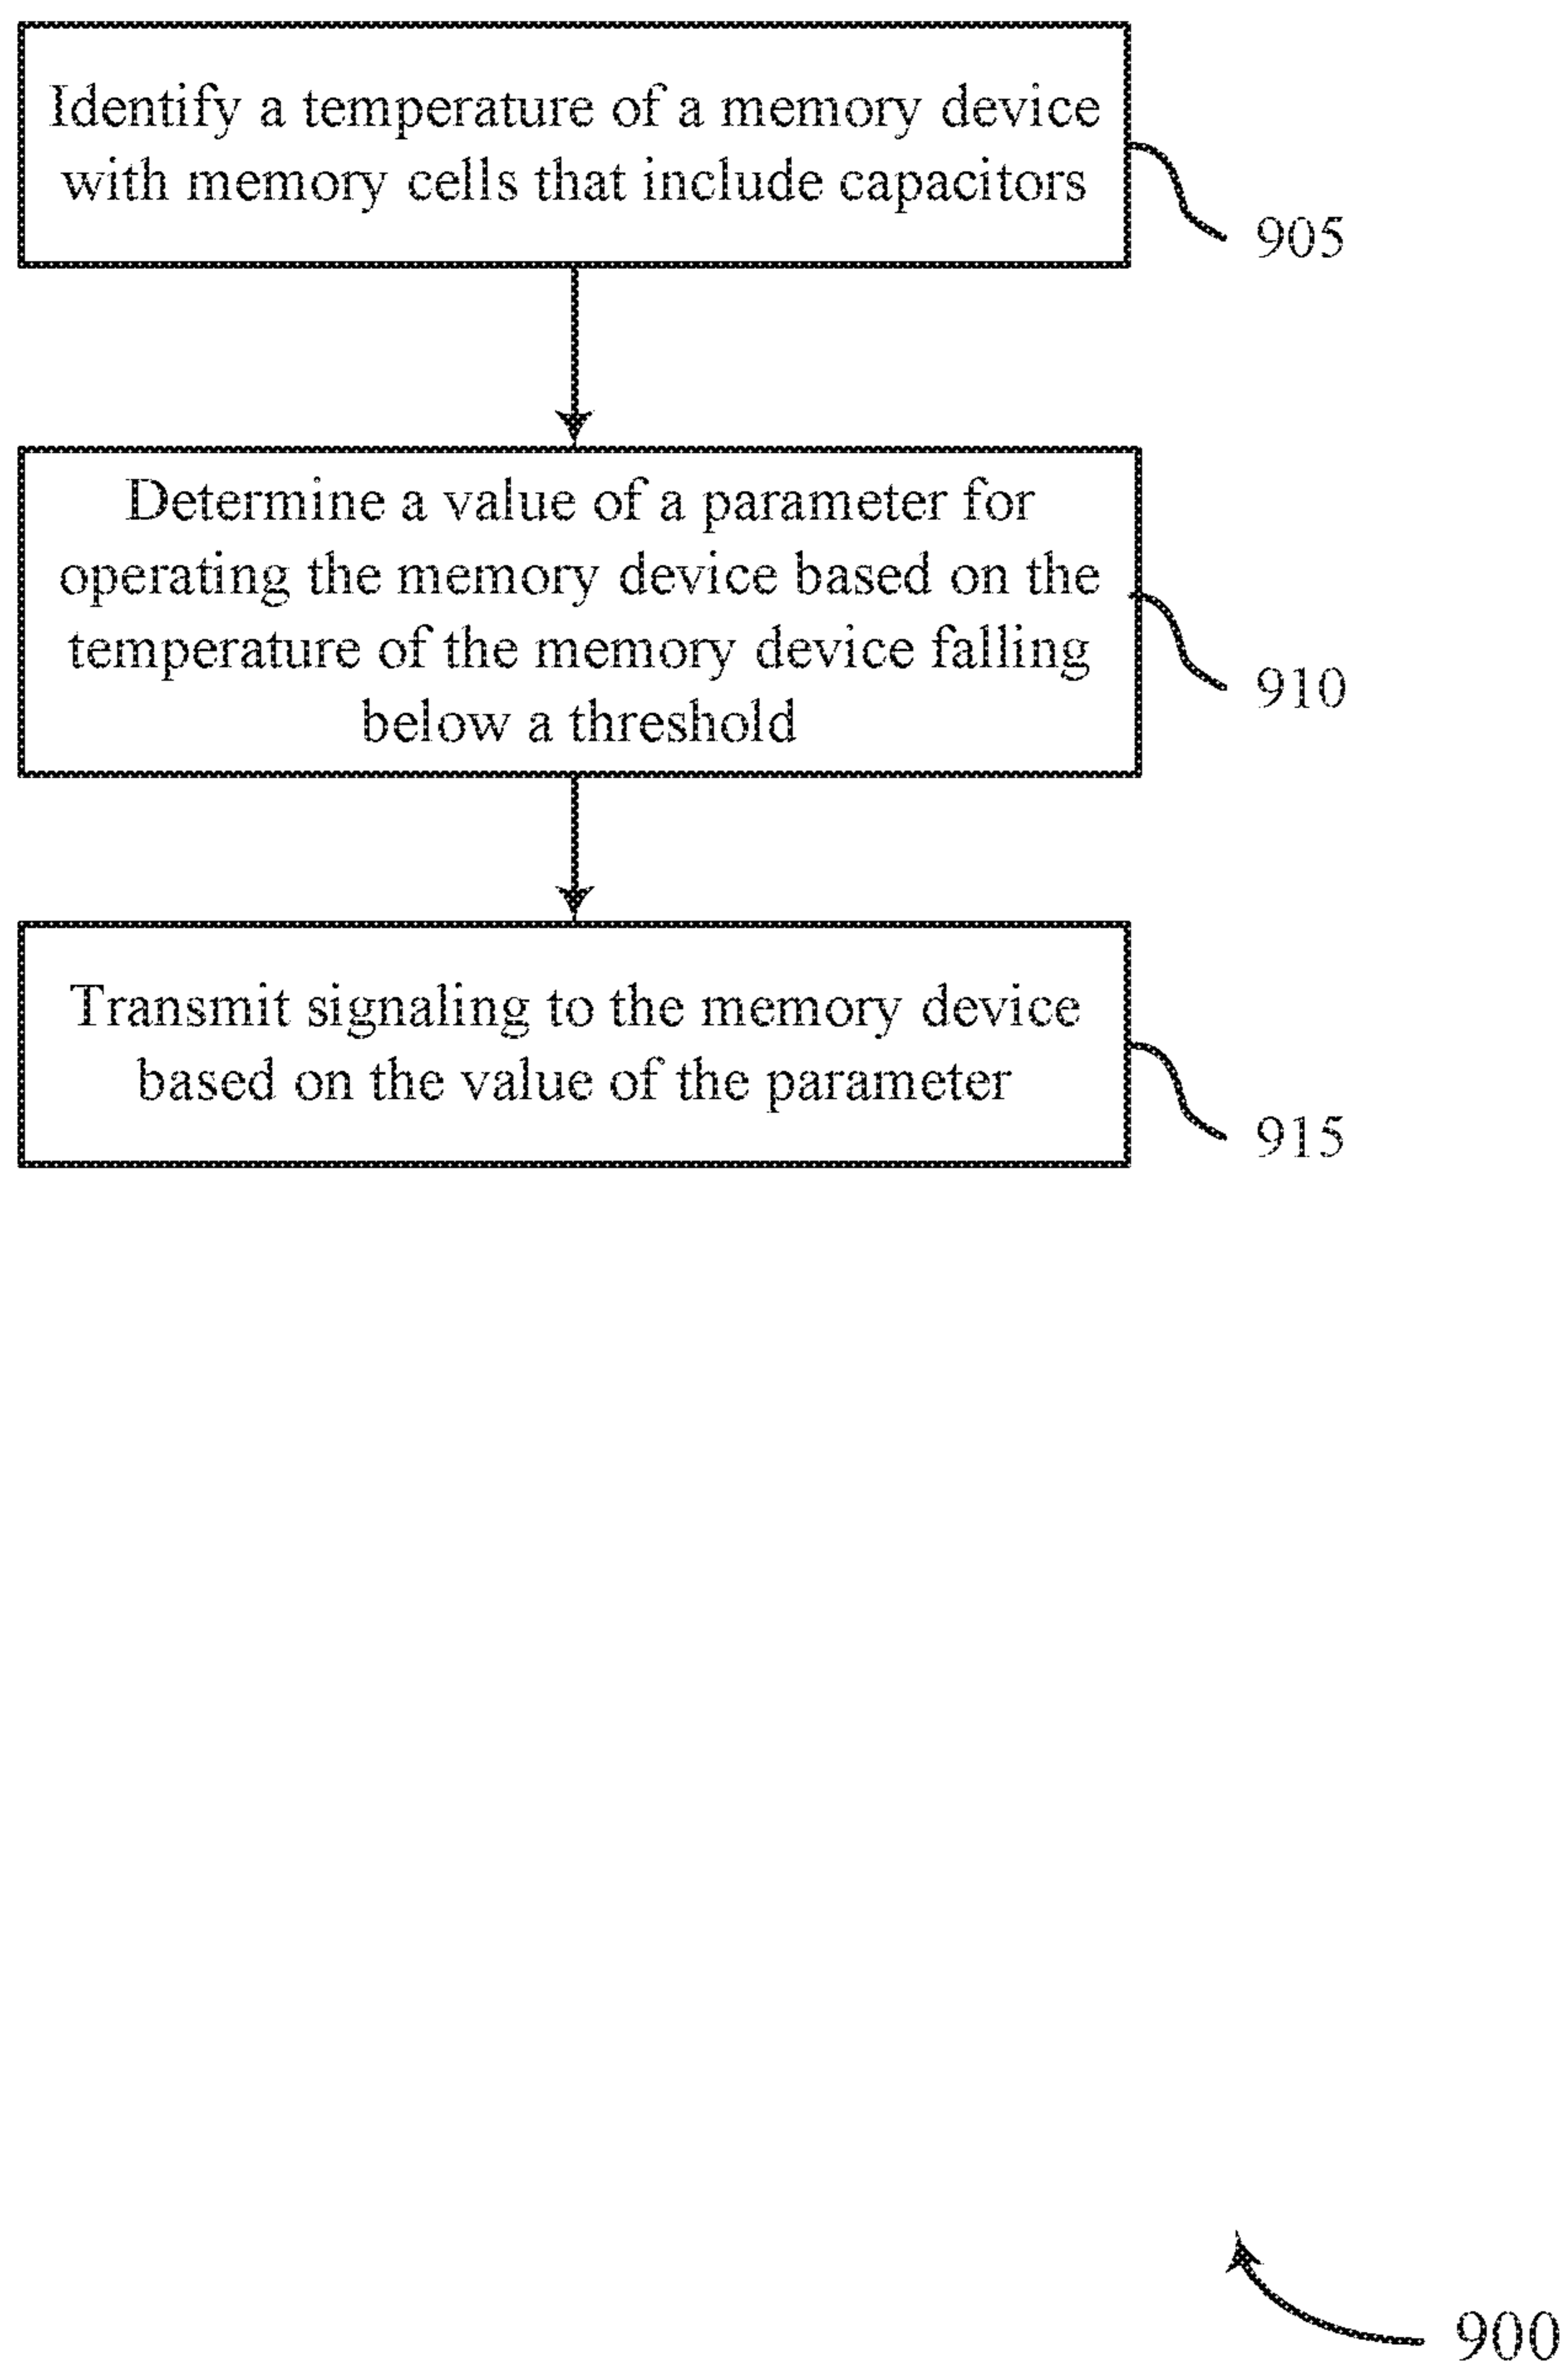 Identify a temperature of a memory device
with memory cells that include capacitors
905
Determine a value of a parameter for
operating the memory device based on the
temperature of the memory device falling
below a threshold
910
Transmit signaling to the memory device
based on the value of the parameter
915
900